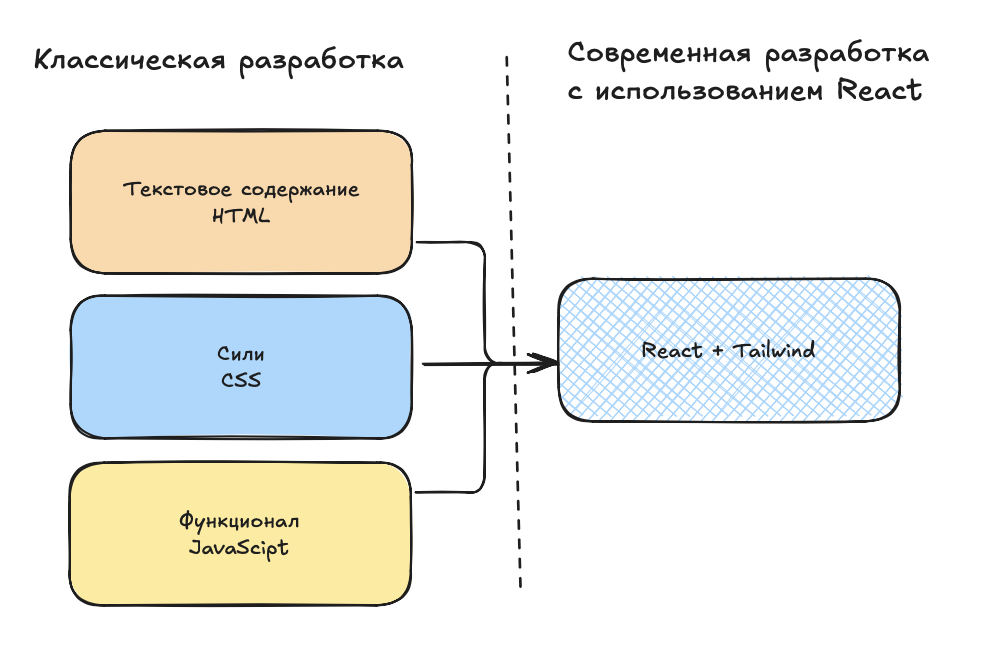 Классическая разработка
Современная разработка
с использованием React
Текстовое содержание
HTML
Сили
CSS
Функционал
JavaScipt
React + Tailwind